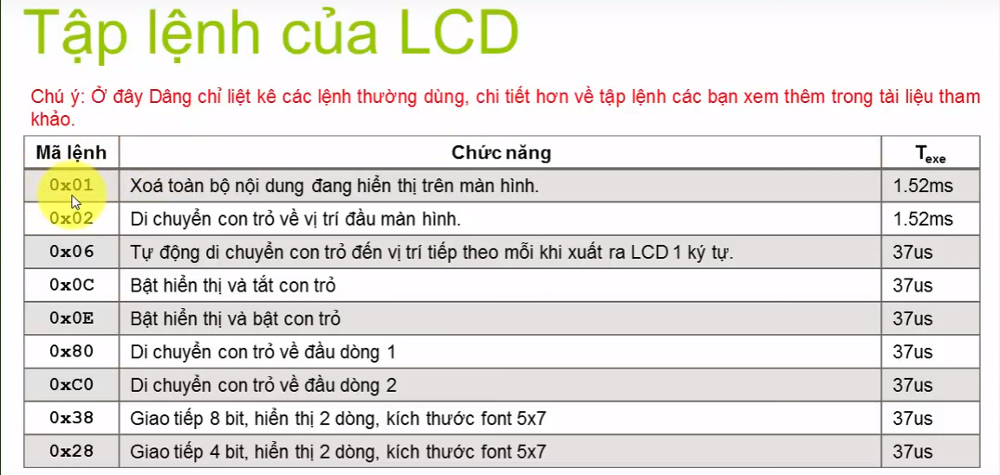 Tập lệnh của LCD
Chú ý: Ở đây Dâng chỉ liệt kê các lệnh thường dùng, chi tiết hơn về tập lệnh các bạn xem thêm trong tài liệu tham
khảo.
Mã lệnh Chức năng Texe
0x01 Xoá toàn bộ nội dung đang hiển thị trên màn hình. 1.52ms
0x02 Di chuyển con trỏ về vị trí đầu màn hình. 1.52ms
0x06 Tự động di chuyển con trỏ đến vị trí tiếp theo mỗi khi xuất ra LCD 1 ký tự. 37us
0x0C Bật hiển thị và tắt con trỏ 37us
0x0E Bật hiển thị và bật con trỏ 37us
0x80 Di chuyển con trỏ về đầu dòng 1 37us
0xC0 Di chuyển con trỏ về đầu dòng 2 37us
0x38 Giao tiếp 8 bit, hiển thị 2 dòng, kích thước font 5x7 37us
0x28 Giao tiếp 4 bit, hiển thị 2 dòng, kích thước font 5x7 37us